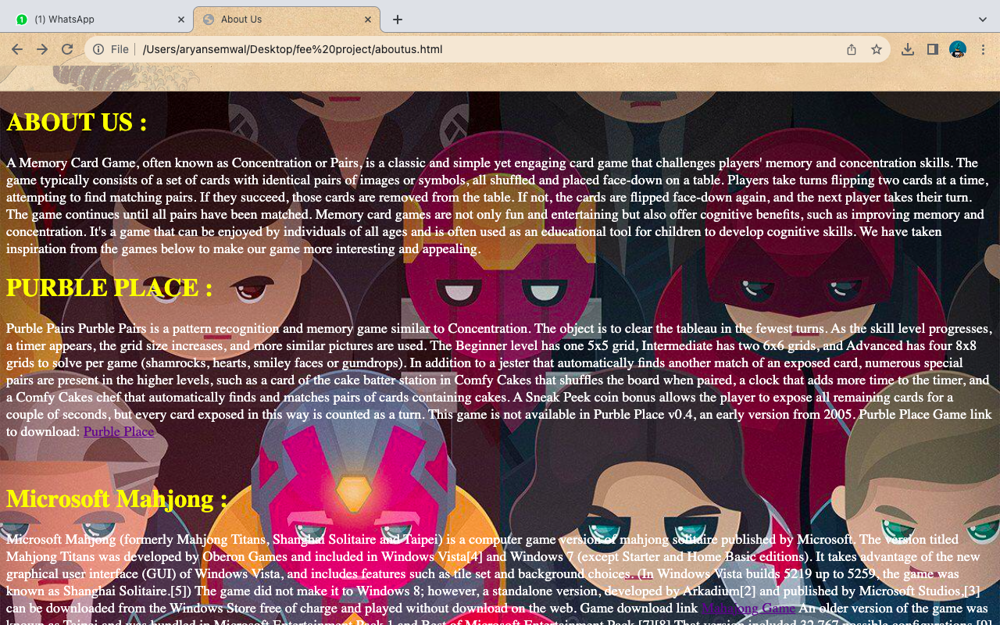 (1) WhatsApp
About Us
File
/Users/aryansemwal/Desktop/fee%20project/aboutus.html
ABOUT US :
A Memory Card Game, often known as Concentration or Pairs, is a classic and simple yet engaging card game that challenges players' memory and concentration skills. The
game typically consists of a set of cards with identical pairs of images or symbols, all shuffled and placed face-down on a table. Players take turns flipping two cards at a time,
attempting to find matching pairs. If they succeed, those cards are removed from the table. If not, the cards are flipped face-down again, and the next player takes their turn.
The game continues until all pairs have been matched. Memory card games are not only fun and entertaining but also offer cognitive benefits, such as improving memory and
concentration. It's a game that can be enjoyed by individuals of all ages and is often used as an educational tool for children to develop cognitive skills. We have taken
inspiration from the games below to make our game more interesting and appealing.
PURBLE PLACE :
Purble Pairs Purble Pairs is a pattern recognition and memory game similar to Concentration. The object is to clear the tableau in the fewest turns. As the skill level progresses,
a timer appears, the grid size increases, and more similar pictures are used. The Beginner level has one 5x5 grid, Intermediate has two 6x6 grids, and Advanced has four 8x8
grids to solve per game (shamrocks, hearts, smiley faces or gumdrops). In addition to a jester that automatically finds another match of an exposed card, numerous special
pairs are present in the higher levels, such as a card of the cake batter station in Comfy Cakes that shuffles the board when paired, a clock that adds more time to the timer, and
a Comfy Cakes chef that automatically finds and matches pairs of cards containing cakes. A Sneak Peek coin bonus allows the player to expose all remaining cards for a
couple of seconds, but every card exposed in this way is counted as a turn. This game is not available in Purble Place v0.4, an early version from 2005. Purble Place Game link
to download: Purble Place
Microsoft Mahjong :
Microsoft Mahjong (formerly Mahjong Titans, Shanghai Solitaire and Taipei) is a computer game version of mahjong solitaire published by Microsoft. The version titled
Mahjong Titans was developed by Oberon Games and included in Windows Vista[4] and Windows 7 (except Starter and Home Basic editions). It takes advantage of the new
graphical user interface (GUI) of Windows Vista, and includes features such as tile set and background choices. (In Windows Vista builds 5219 up to 5259, the game was
known as Shanghai Solitaire.[5]) The game did not make it to Windows 8; however, a standalone version, developed by Arkadium[2] and published by Microsoft Studios,[3]
can be downloaded from the Windows Store free of charge and played without download on the web. Game download link Mahajong Game An older version of the game was
known as Taipei and was bundled in Microsoft Entertainment Pack 1 and Best of Microsoft Entertainment Pack.[7][8] That version included 32,767 possible configurations.[9]